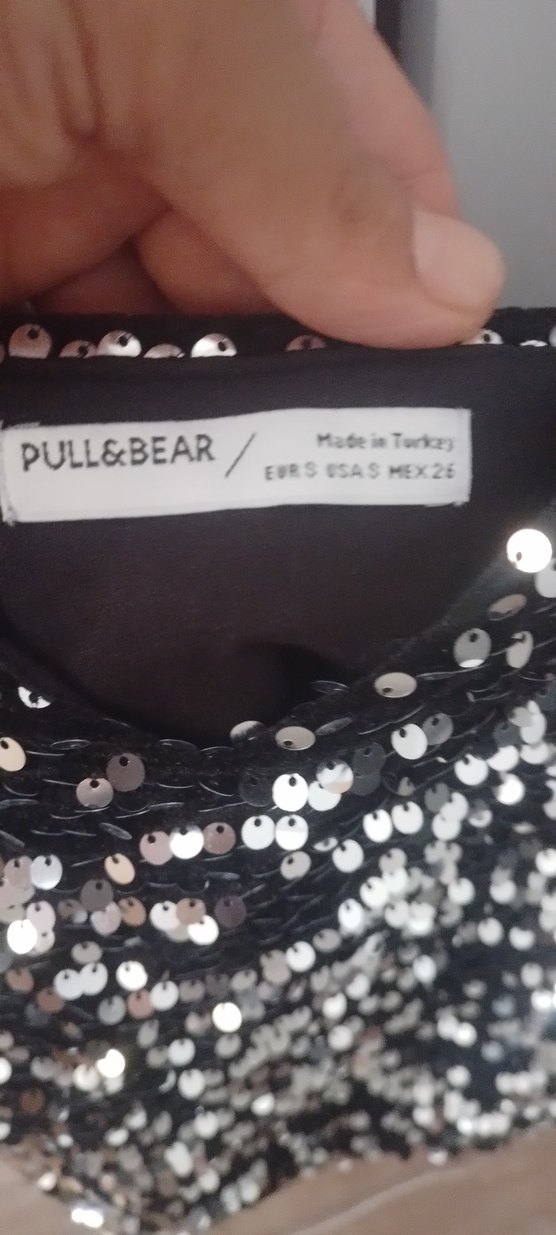 PULL&BEAR /
Made in Turkey
EUR S USA S MEX 26